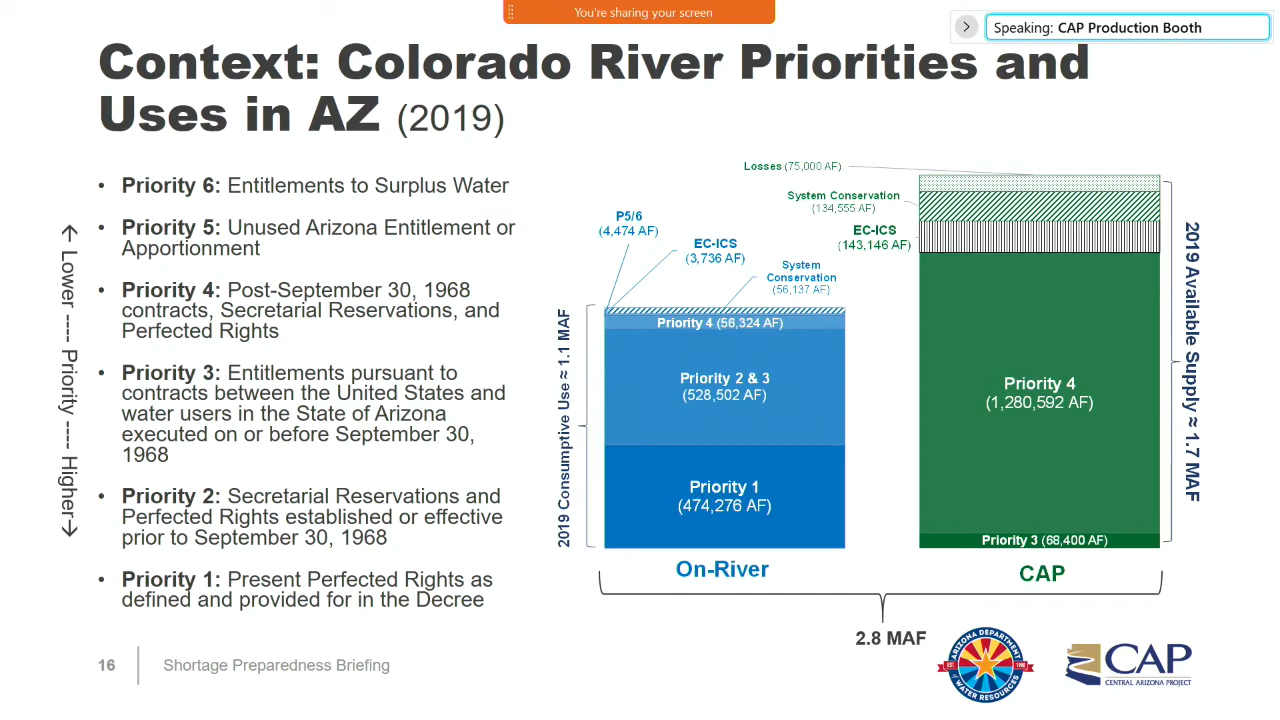 You're sharing your screen
Speaking: CAP Production Booth
Context: Colorado River Priorities and
Uses in AZ (2019)
← Lower ---- Priority ---- Higher→
• Priority 6: Entitlements to Surplus Water
• Priority 5: Unused Arizona Entitlement or
Apportionment
• Priority 4: Post-September 30, 1968
contracts, Secretarial Reservations, and
Perfected Rights
• Priority 3: Entitlements pursuant to
contracts between the United States and
water users in the State of Arizona
executed on or before September 30,
1968
• Priority 2: Secretarial Reservations and
Perfected Rights established or effective
prior to September 30, 1968
• Priority 1: Present Perfected Rights as
defined and provided for in the Decree
2019 Consumptive Use ≈ 1.1 MAF
P5/6
(4,474 AF)
EC-ICS
(3,736 AF)
System
Conservation
(56,137 AF)
Priority 4 (56,324 AF)
Priority 2 & 3
(528,502 AF)
Priority 1
(474,276 AF)
On-River
Losses (75,000 AF)
System Conservation
(134,555 AF)
EC-ICS
(143,146 AF)
Priority 4
(1,280,592 AF)
Priority 3 (68,400 AF)
CAP
2019 Available Supply ≈ 1.7 MAF
2.8 MAF
16
Shortage Preparedness Briefing
ARIZONA DEPARTMENT
EST. 1980
of WATER RESOURCES
CAP
CENTRAL ARIZONA PROJECT